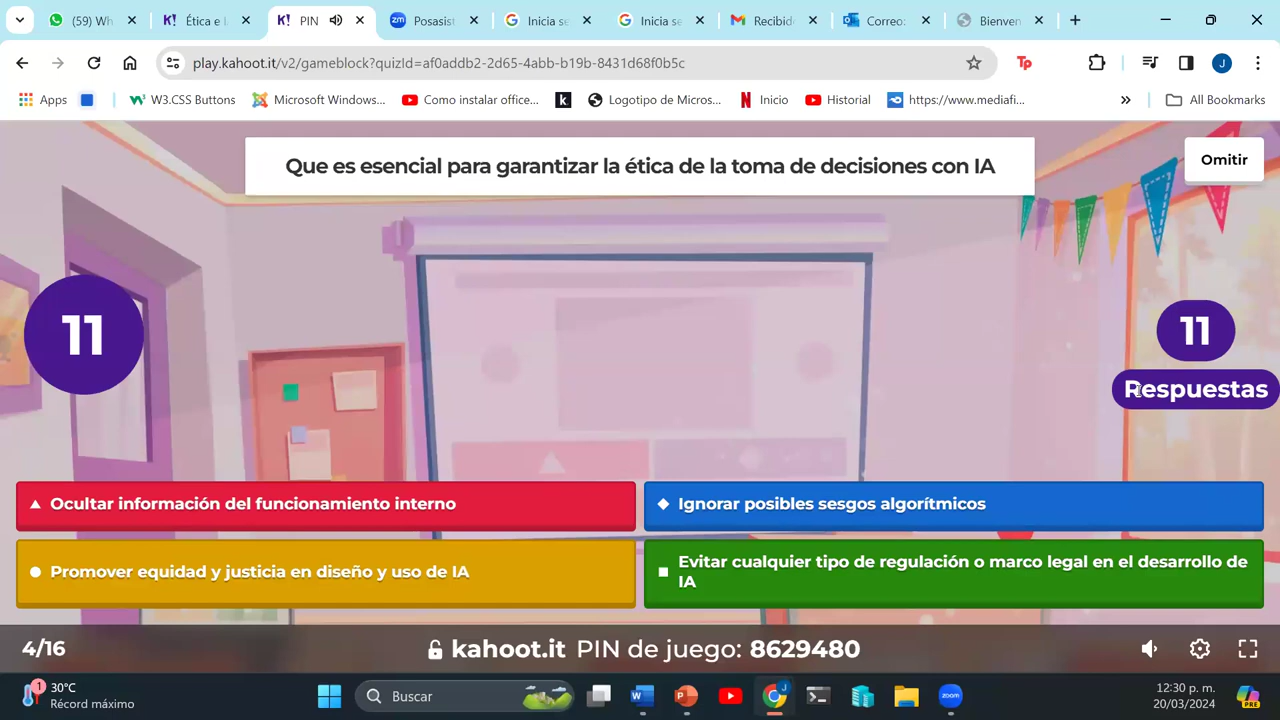 (59) Wh
Ética e l
PIN
Posasist
Inicia se
Inicia se
Recibid
Correo:
Bienven
play.kahoot.it/v2/gameblock?quizId=af0addb2-2d65-4abb-b19b-8431d68f0b5c
Apps
W3.CSS Buttons
Microsoft Windows...
Como instalar office...
Logotipo de Micros...
Inicio
Historial
https://www.mediafi...
All Bookmarks
Que es esencial para garantizar la ética de la toma de decisiones con IA
Omitir
11
11
Respuestas
Ocultar información del funcionamiento interno
Ignorar posibles sesgos algorítmicos
Promover equidad y justicia en diseño y uso de IA
Evitar cualquier tipo de regulación o marco legal en el desarrollo de
IA
4/16
kahoot.it PIN de juego: 8629480
1
30°C
Récord máximo
Buscar
12:30 p. m.
20/03/2024
PRE